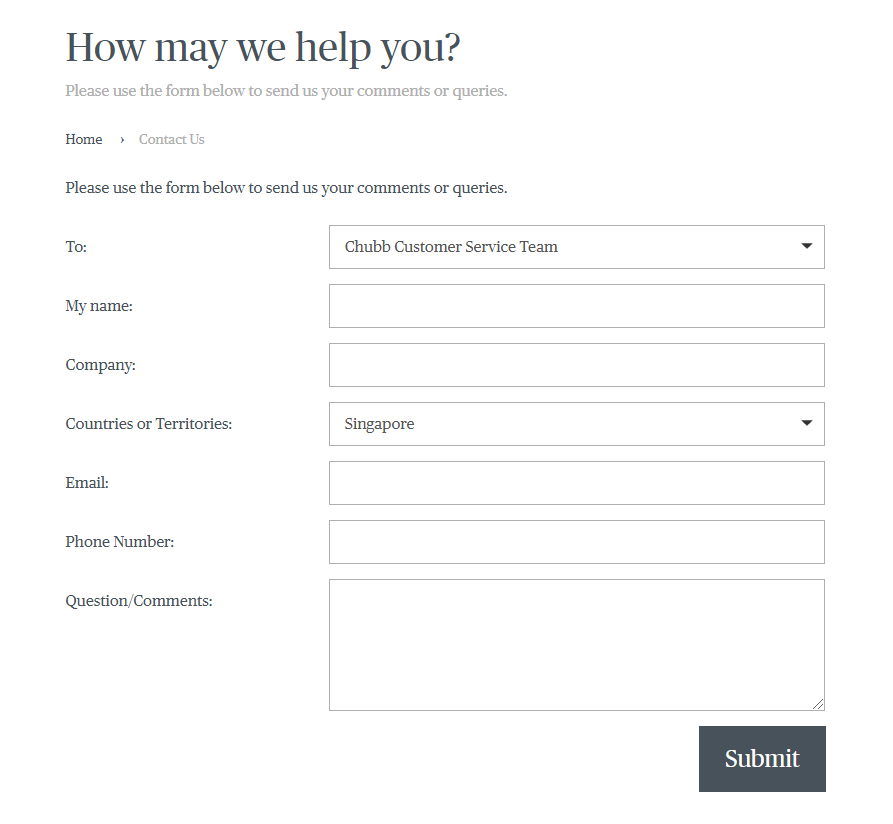 How may we help you?
Please use the form below to send us your comments or queries.
Home › Contact Us
Please use the form below to send us your comments or queries.
To: Chubb Customer Service Team
My name:
Company:
Countries or Territories: Singapore
Email:
Phone Number:
Question/Comments:
Submit